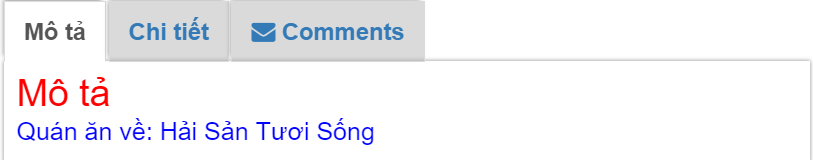 Mô tả Chi tiết Comments
Mô tả
Quán ăn về: Hải Sản Tươi Sống